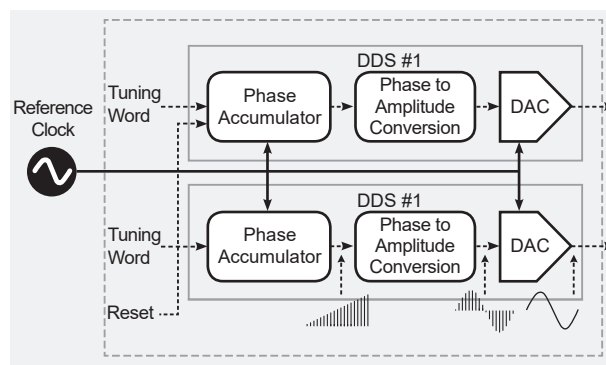 DDS #1
Tuning
Word
Phase
Accumulator
Phase to
Amplitude
Conversion
DAC
Reference
Clock
DDS #1
Tuning
Word
Phase
Accumulator
Phase to
Amplitude
Conversion
DAC
Reset